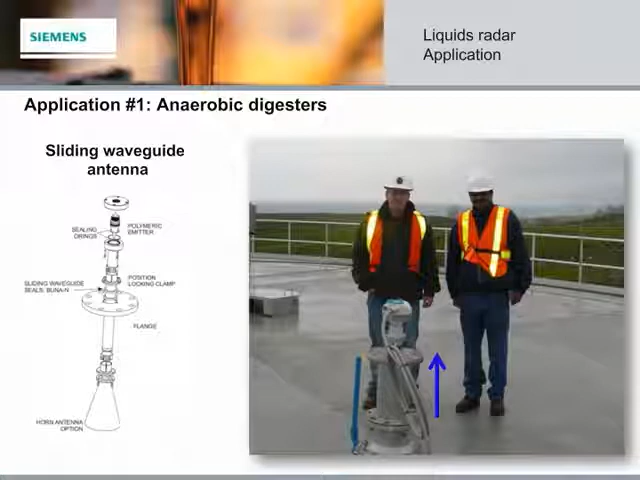 SIEMENS
Liquids radar
Application
Application #1: Anaerobic digesters
Sliding waveguide
antenna
SEALING
ORINGS
POLYMERIC
EMITTER
SLIDING WAVEGUIDE
SEALS: BUNA-N
POSITION
LOCKING CLAMP
FLANGE
HORN ANTENNA
OPTION